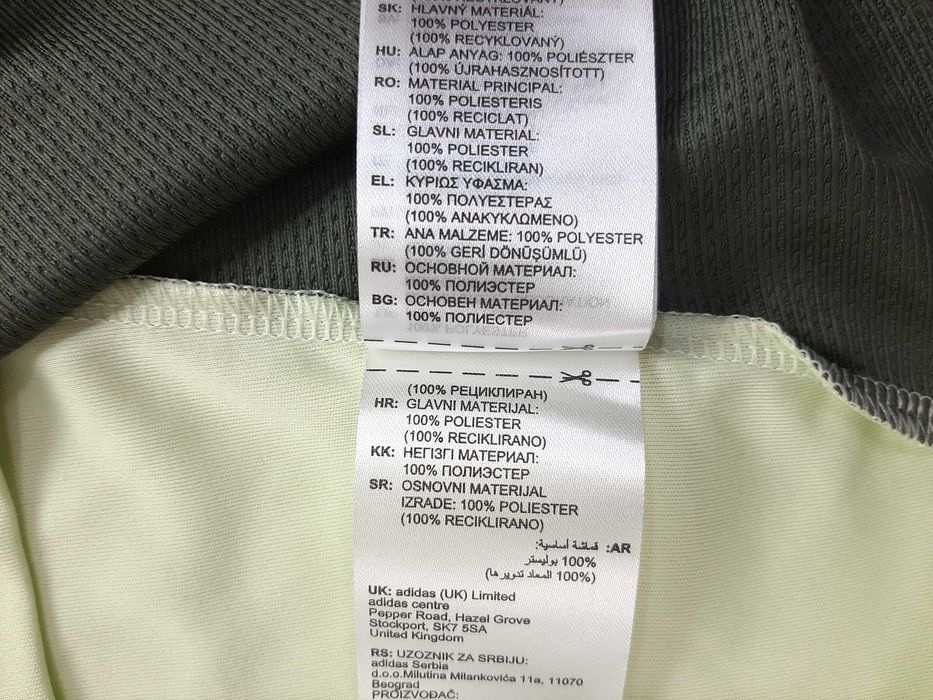 SK: HLAVNÝ MATERIÁL:
100% POLYESTER
(100% RECYKLOVANÝ)
HU: ALAP ANYAG: 100% POLIÉSZTER
(100% ÚJRAHASZNOSÍTOTT)
RO: MATERIAL PRINCIPAL:
100% POLIESTERIS
(100% RECICLAT)
SL: GLAVNI MATERIAL:
100% POLIESTER
(100% RECIKLIRAN)
EL: ΚΥΡΙΩΣ ΥΦΑΣΜΑ:
100% ΠΟΛΥΕΣΤΕΡΑΣ
(100% ΑΝΑΚΥΚΛΩΜΕΝΟ)
TR: ANA MALZEME: 100% POLYESTER
(100% GERİ DÖNÜŞÜMLÜ)
RU: ОСНОВНОЙ МАТЕРИАЛ:
100% ПОЛИЭСТЕР
BG: ОСНОВЕН МАТЕРИАЛ:
100% ПОЛИЕСТЕР
(100% РЕЦИКЛИРАН)
HR: GLAVNI MATERIJAL:
100% POLIESTER
(100% RECIKLIRANO)
KK: НЕГІЗГІ МАТЕРИАЛ:
100% ПОЛИЭСТЕР
SR: OSNOVNI MATERIJAL
IZRADE: 100% POLIESTER
(100% RECIKLIRANO)
AR: قماشة أساسية:
100% بوليستر
(100% المعاد تدويرها)
UK: adidas (UK) Limited
adidas centre
Pepper Road, Hazel Grove
Stockport, SK7 5SA
United Kingdom
RS: UZOZNIK ZA SRBIJU:
adidas Serbia
d.o.o.Milutina Milankovića 11a, 11070
Beograd
PROIZVOĐAČ: